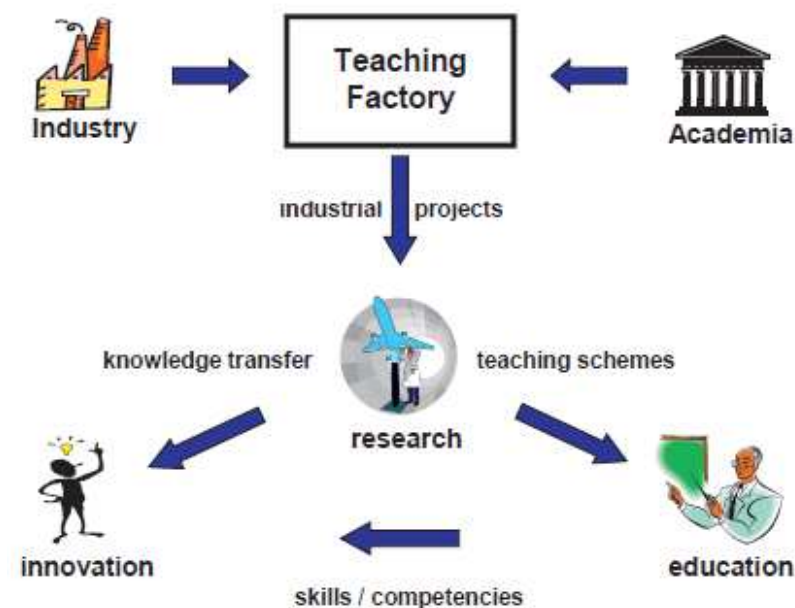 Teaching
Factory
Industry
Academia
industrial projects
knowledge transfer
teaching schemes
research
innovation
education
skills / competencies